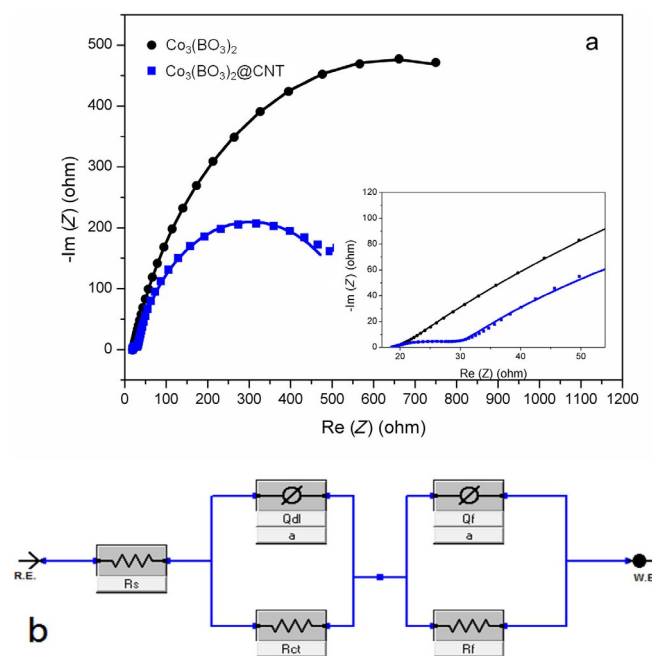 a
Co3(BO3)2
Co3(BO3)2@CNT
500
400
300
200
100
0
-Im (Z) (ohm)
0 100 200 300 400 500 600 700 800 900 1000 1100 1200
Re (Z) (ohm)
120
100
80
60
40
20
0
-Im (Z) (ohm)
20 30 40 50
Re (Z) (ohm)
Qdl
a
Qf
a
R.E.
Rs
W.E
Rct
Rf
b